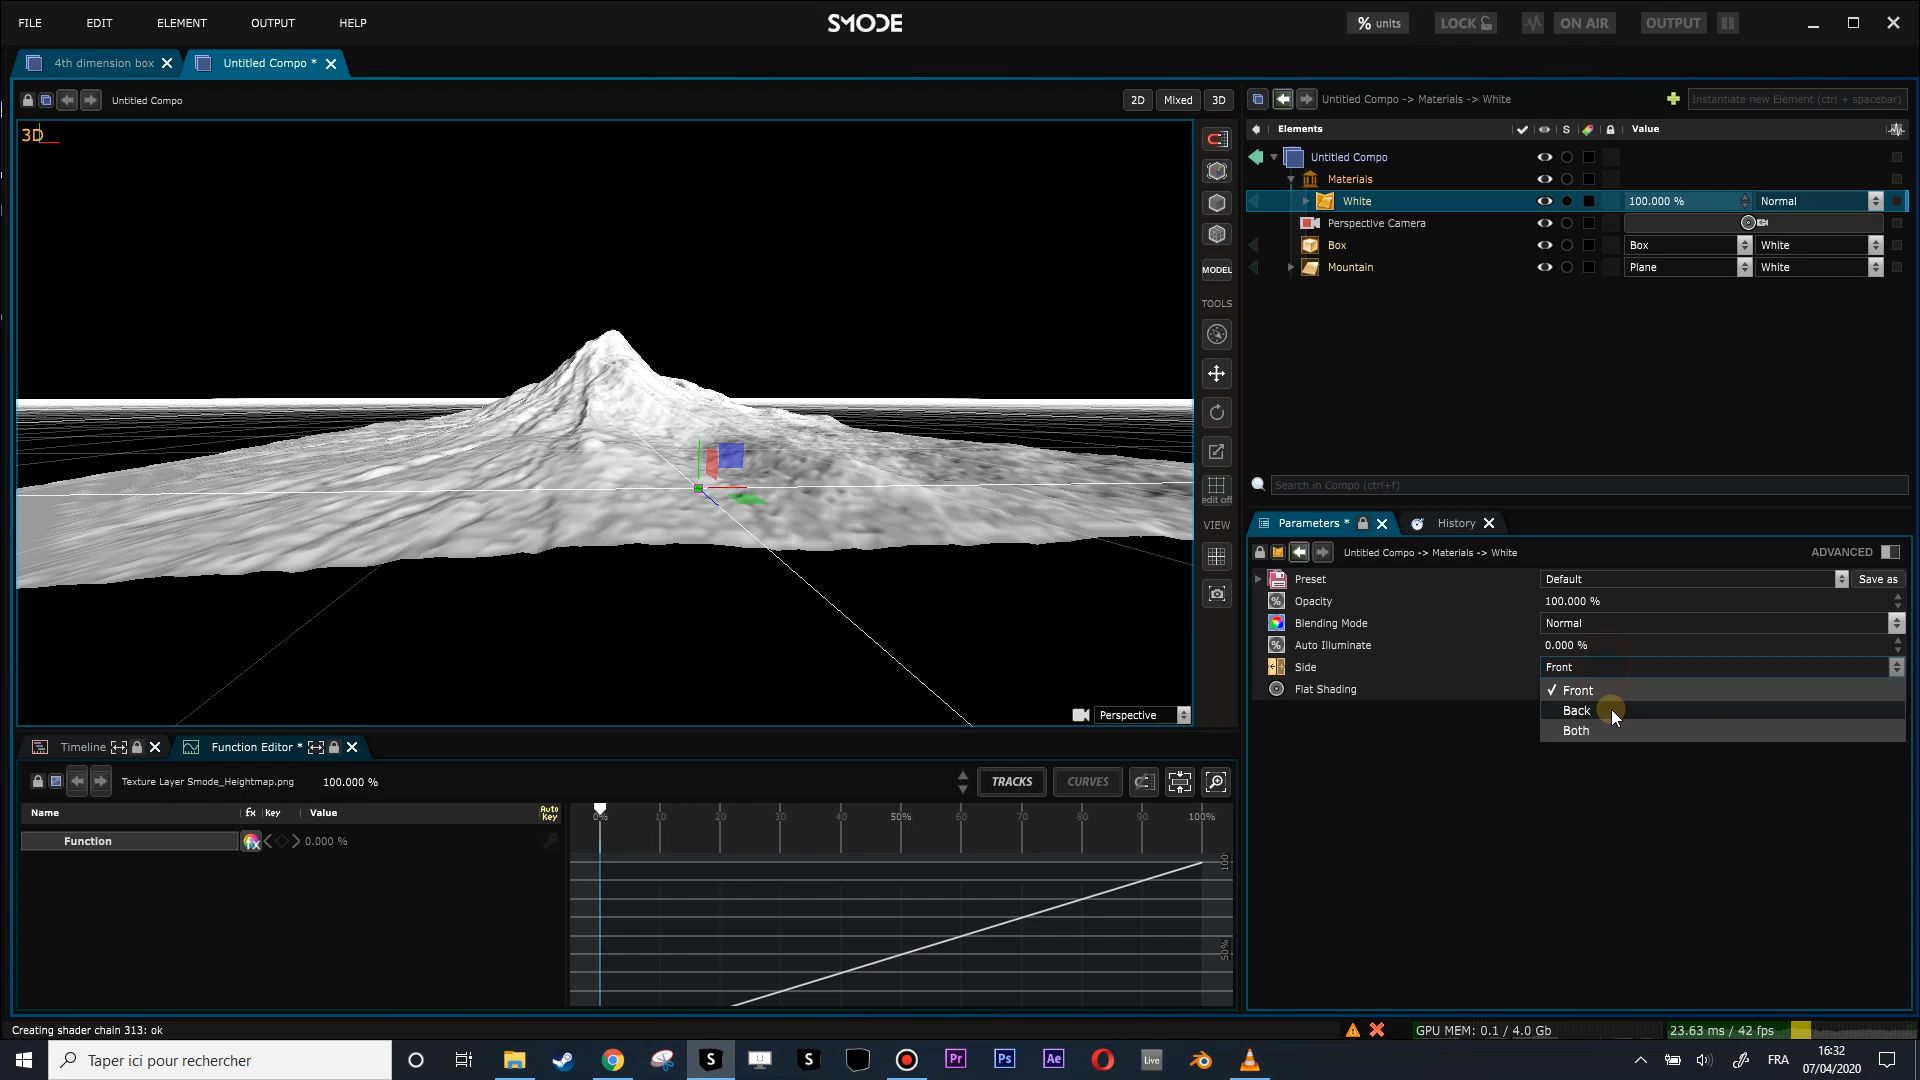 FILE EDIT ELEMENT OUTPUT HELP SMODE % units LOCK ON AIR OUTPUT
4th dimension box Untitled Compo *
Untitled Compo 2D Mixed 3D
3D
MODEL
TOOLS
edit off
VIEW
Perspective
Untitled Compo -> Materials -> White Instantiate new Element (ctrl + spacebar)
Elements S Value
Untitled Compo
Materials
White 100.000 % Normal
Perspective Camera
Box Box White
Mountain Plane White
Search in Compo (ctrl+f)
Parameters * History
Untitled Compo -> Materials -> White ADVANCED
Preset Default Save as
Opacity 100.000 %
Blending Mode Normal
Auto Illuminate 0.000 %
Side Front
Flat Shading
✓ Front
Back
Both
Timeline Function Editor *
Texture Layer Smode_Heightmap.png 100.000 % TRACKS CURVES
Name fx Key Value Auto Key
Function fx 0.000 %
0% 10 20 30 40 50% 60 70 80 90 100%
100
50%
Creating shader chain 313: ok GPU MEM: 0.1 / 4.0 Gb 23.63 ms / 42 fps
Taper ici pour rechercher S S Pr Ps Ae Live FRA 16:32
07/04/2020